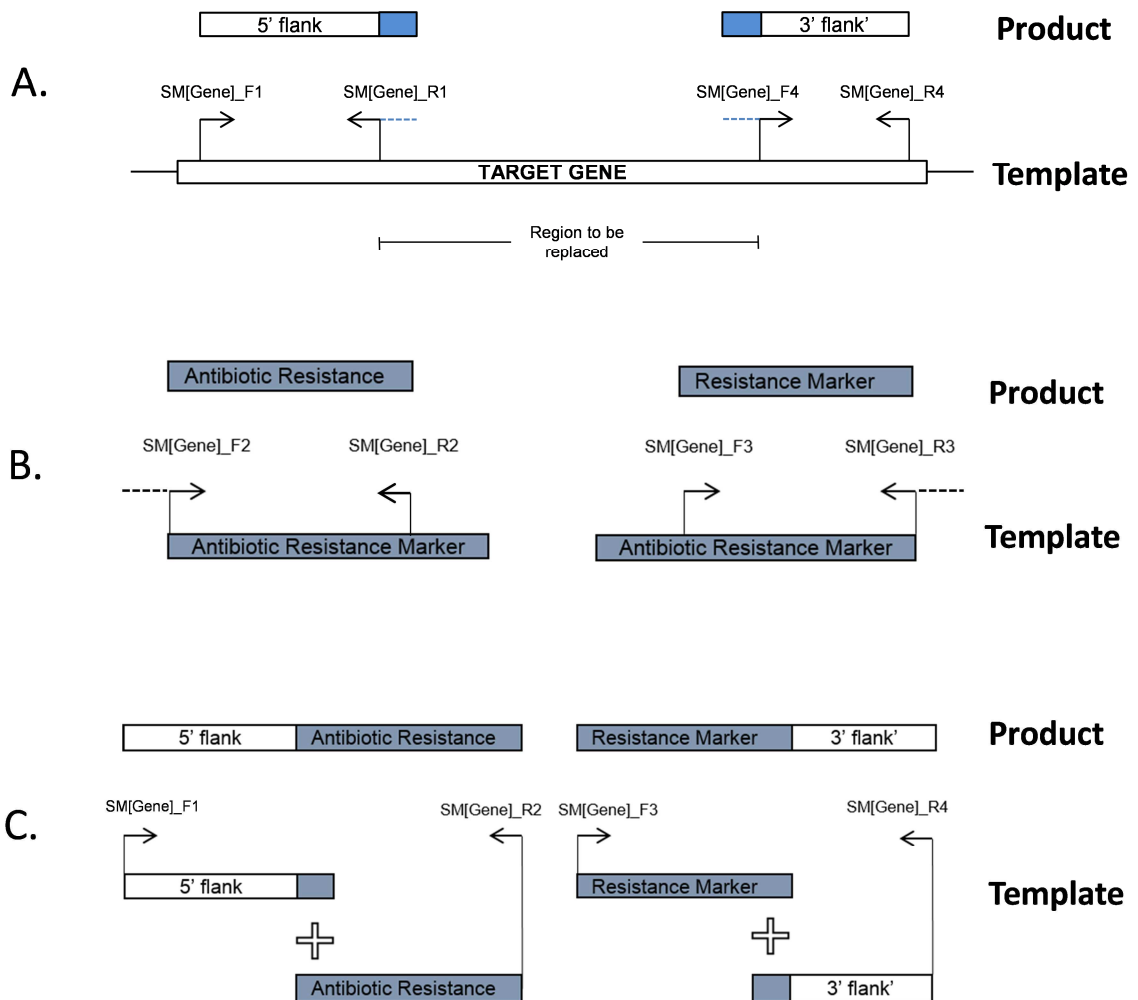 5' flank
3' flank'
Product
A.
SM[Gene]_F1
SM[Gene]_R1
SM[Gene]_F4
SM[Gene]_R4
TARGET GENE
Template
Region to be
replaced
Antibiotic Resistance
Resistance Marker
Product
B.
SM[Gene]_F2
SM[Gene]_R2
SM[Gene]_F3
SM[Gene]_R3
Antibiotic Resistance Marker
Antibiotic Resistance Marker
Template
5' flank
Antibiotic Resistance
Resistance Marker
3' flank'
Product
C.
SM[Gene]_F1
SM[Gene]_R2
SM[Gene]_F3
SM[Gene]_R4
5' flank
Resistance Marker
Template
Antibiotic Resistance
3' flank'